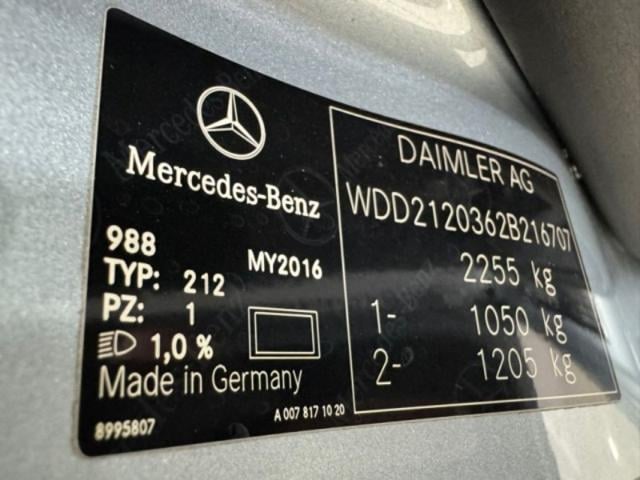 Mercedes-Benz
988
MY2016
TYP: 212
PZ: 1
1,0 %
Made in Germany
8995807
A 007 817 10 20
DAIMLER AG
WDD2120362B216707
2255 kg
1- 1050 kg
2- 1205 kg